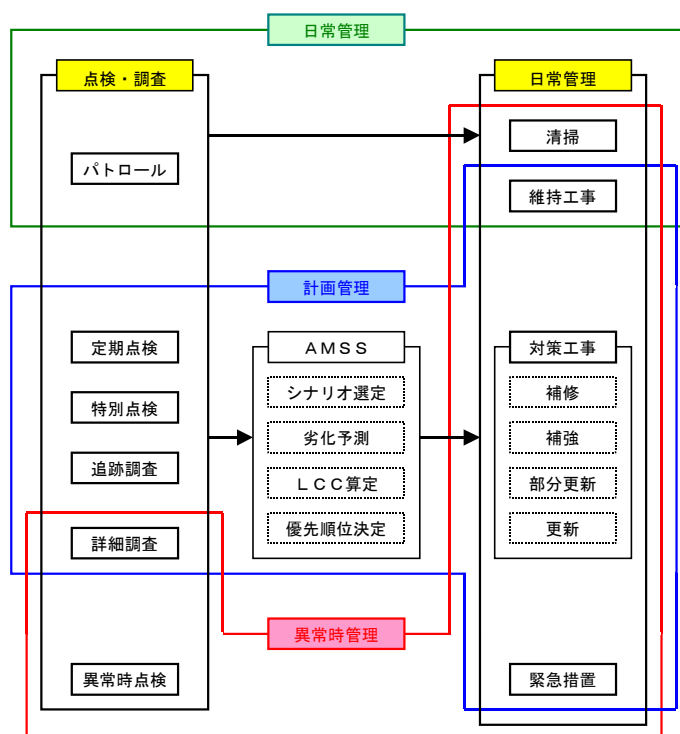 日常管理
点検・調査
日常管理
清掃
パトロール
維持工事
計画管理
定期点検
ＡＭＳＳ
対策工事
シナリオ選定
補修
特別点検
劣化予測
補強
追跡調査
ＬＣＣ算定
部分更新
優先順位決定
更新
詳細調査
異常時管理
異常時点検
緊急措置